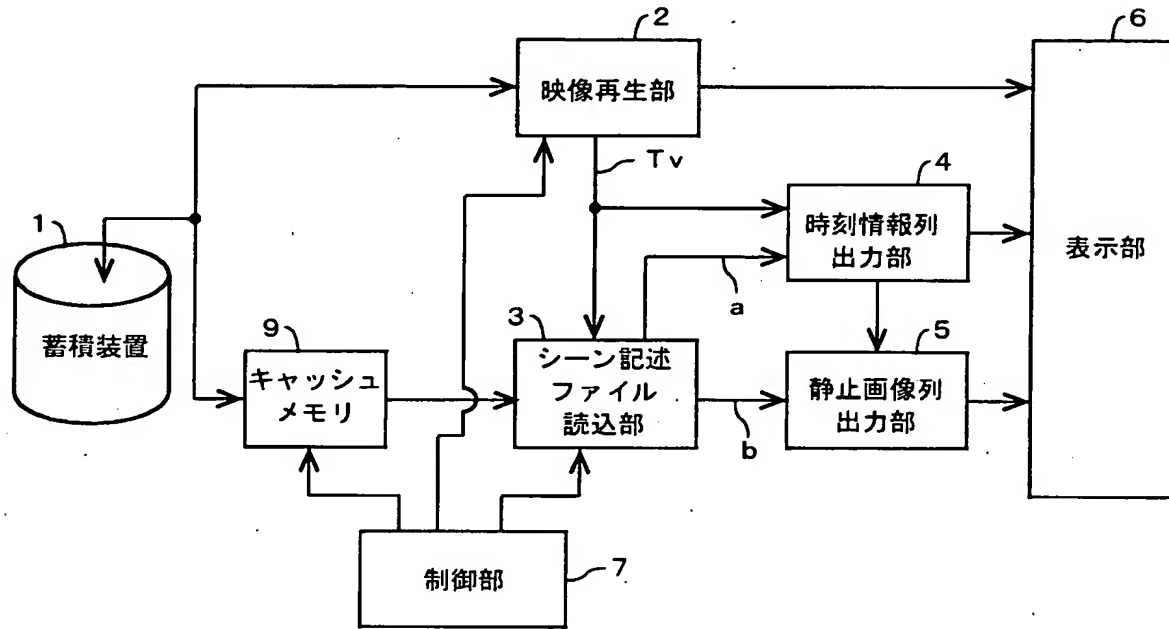 2
6
映像再生部
Tv
4
1
時刻情報列
出力部
表示部
a
蓄積装置
9
3
5
キャッシュ
メモリ
シーン記述
ファイル
読込部
静止画像列
出力部
b
制御部
7